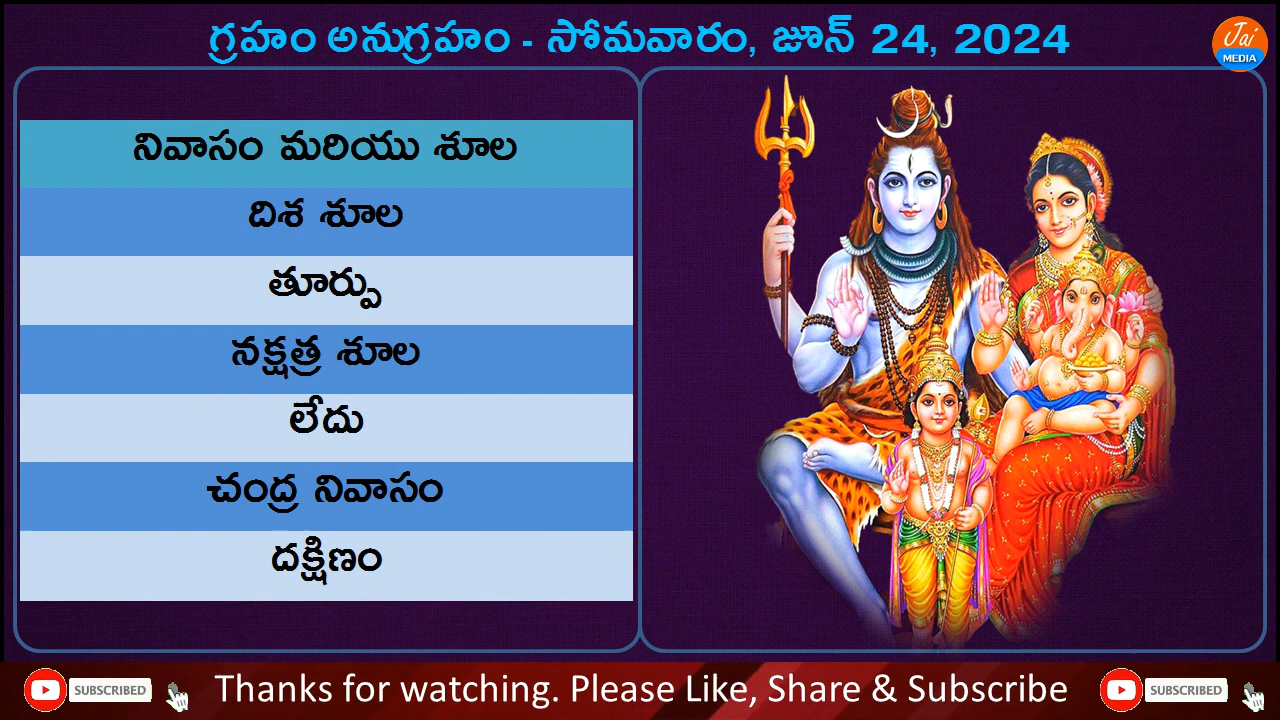 గ్రహం అనుగ్రహం - సోమవారం, జూన్ 24, 2024
Jai
MEDIA
నివాసం మరియు శూల
దిశ శూల
తూర్పు
నక్షత్ర శూల
లేదు
చంద్ర నివాసం
దక్షిణం
SUBSCRIBED
Thanks for watching. Please Like, Share & Subscribe
SUBSCRIBED